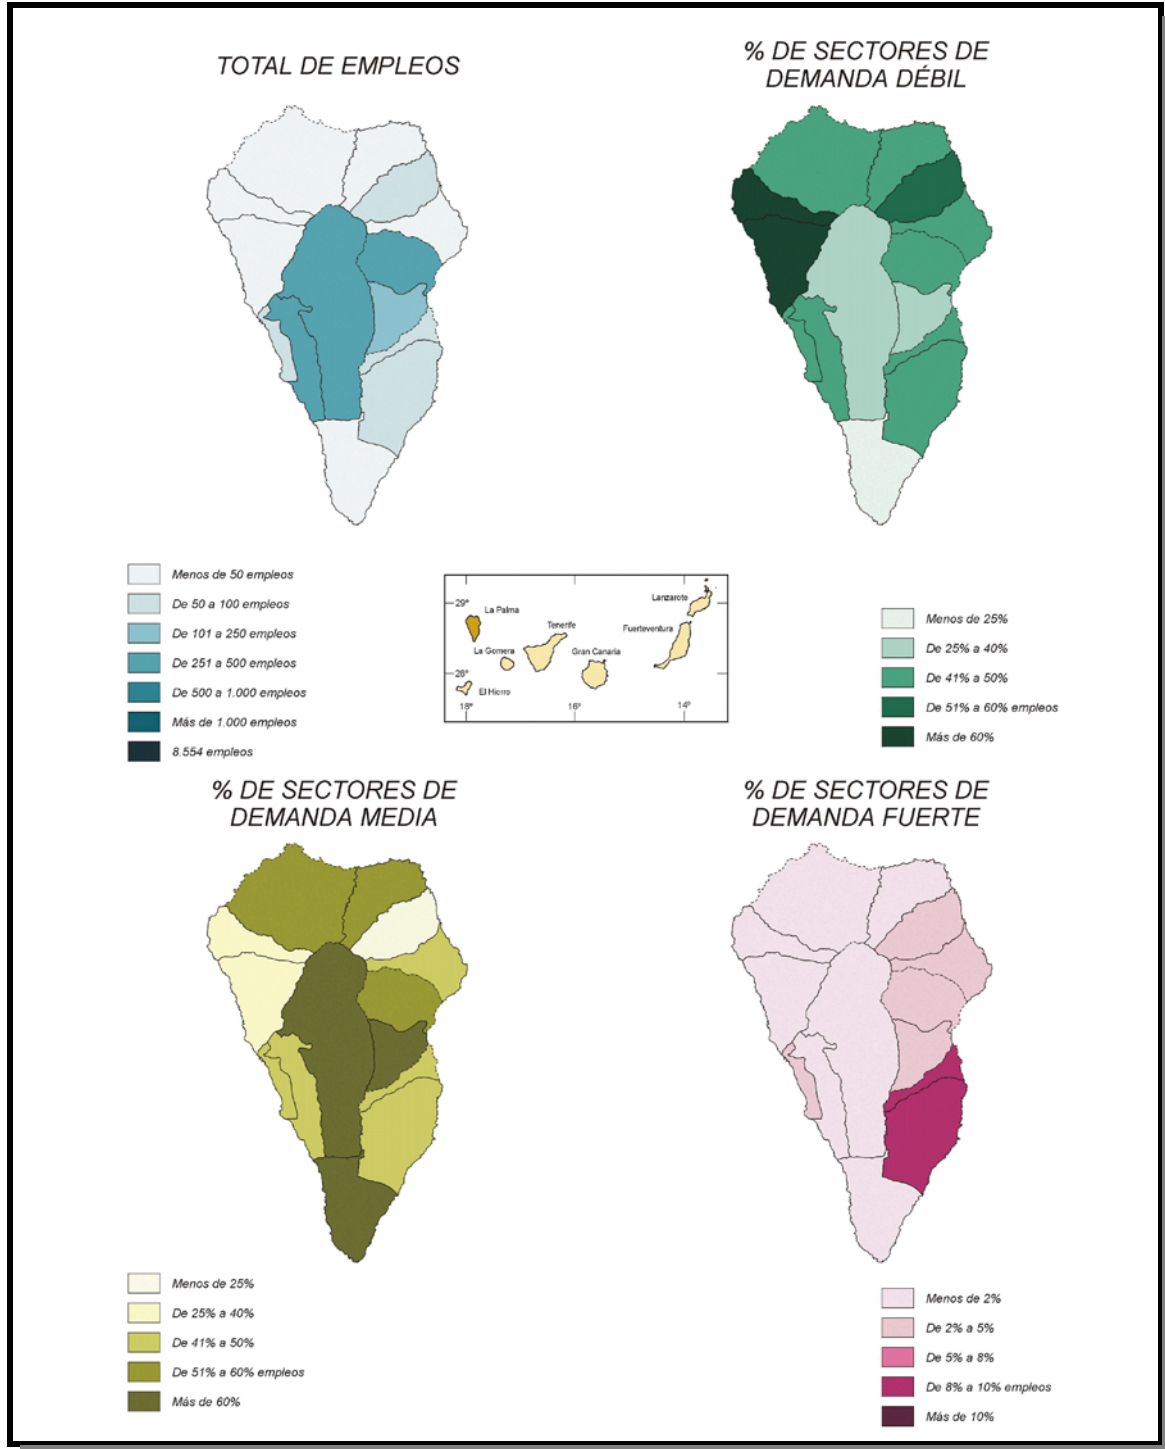 TOTAL DE EMPLEOS
% DE SECTORES DE
DEMANDA DÉBIL
Menos de 50 empleos
De 50 a 100 empleos
De 101 a 250 empleos
De 251 a 500 empleos
De 500 a 1.000 empleos
Más de 1.000 empleos
8.554 empleos
29º
28º
18º
16º
14º
La Palma
La Gomera
El Hierro
Tenerife
Gran Canaria
Fuerteventura
Lanzarote
Menos de 25%
De 25% a 40%
De 41% a 50%
De 51% a 60% empleos
Más de 60%
% DE SECTORES DE
DEMANDA MEDIA
% DE SECTORES DE
DEMANDA FUERTE
Menos de 25%
De 25% a 40%
De 41% a 50%
De 51% a 60% empleos
Más de 60%
Menos de 2%
De 2% a 5%
De 5% a 8%
De 8% a 10% empleos
Más de 10%